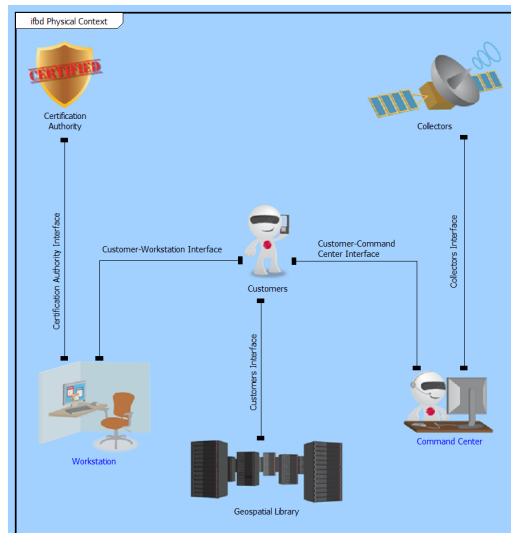 ifbd Physical Context
CERTIFIED
Certification
Authority
Collectors
Certification Authority Interface
Collectors Interface
Customer-Workstation Interface
Customer-Command
Center Interface
Customers
Customers Interface
Workstation
Command Center
Geospatial Library